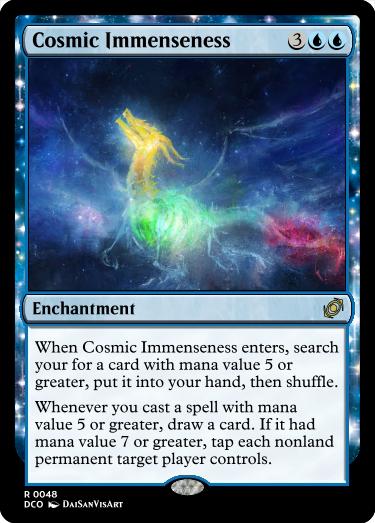 Cosmic Immenseness 3
Enchantment
When Cosmic Immenseness enters, search
your for a card with mana value 5 or
greater, put it into your hand, then shuffle.
Whenever you cast a spell with mana
value 5 or greater, draw a card. If it had
mana value 7 or greater, tap each nonland
permanent target player controls.
R 0048
DCO DaiSanVisArt